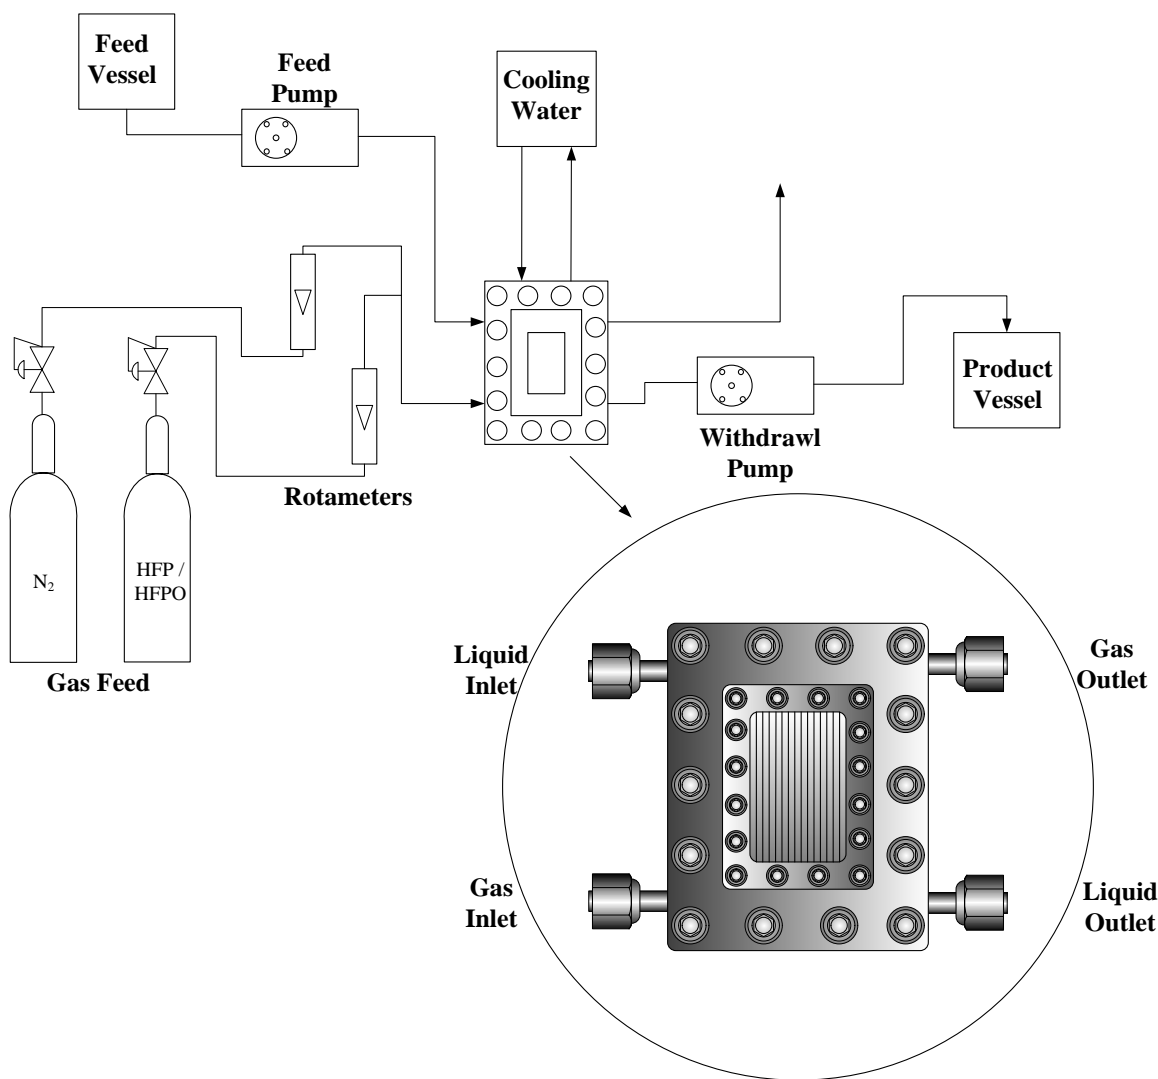 Feed
Vessel
Feed
Pump
Cooling
Water
Product
Vessel
Withdrawl
Pump
Rotameters
N₂
HFP /
HFPO
Gas Feed
Liquid
Inlet
Gas
Outlet
Gas
Inlet
Liquid
Outlet